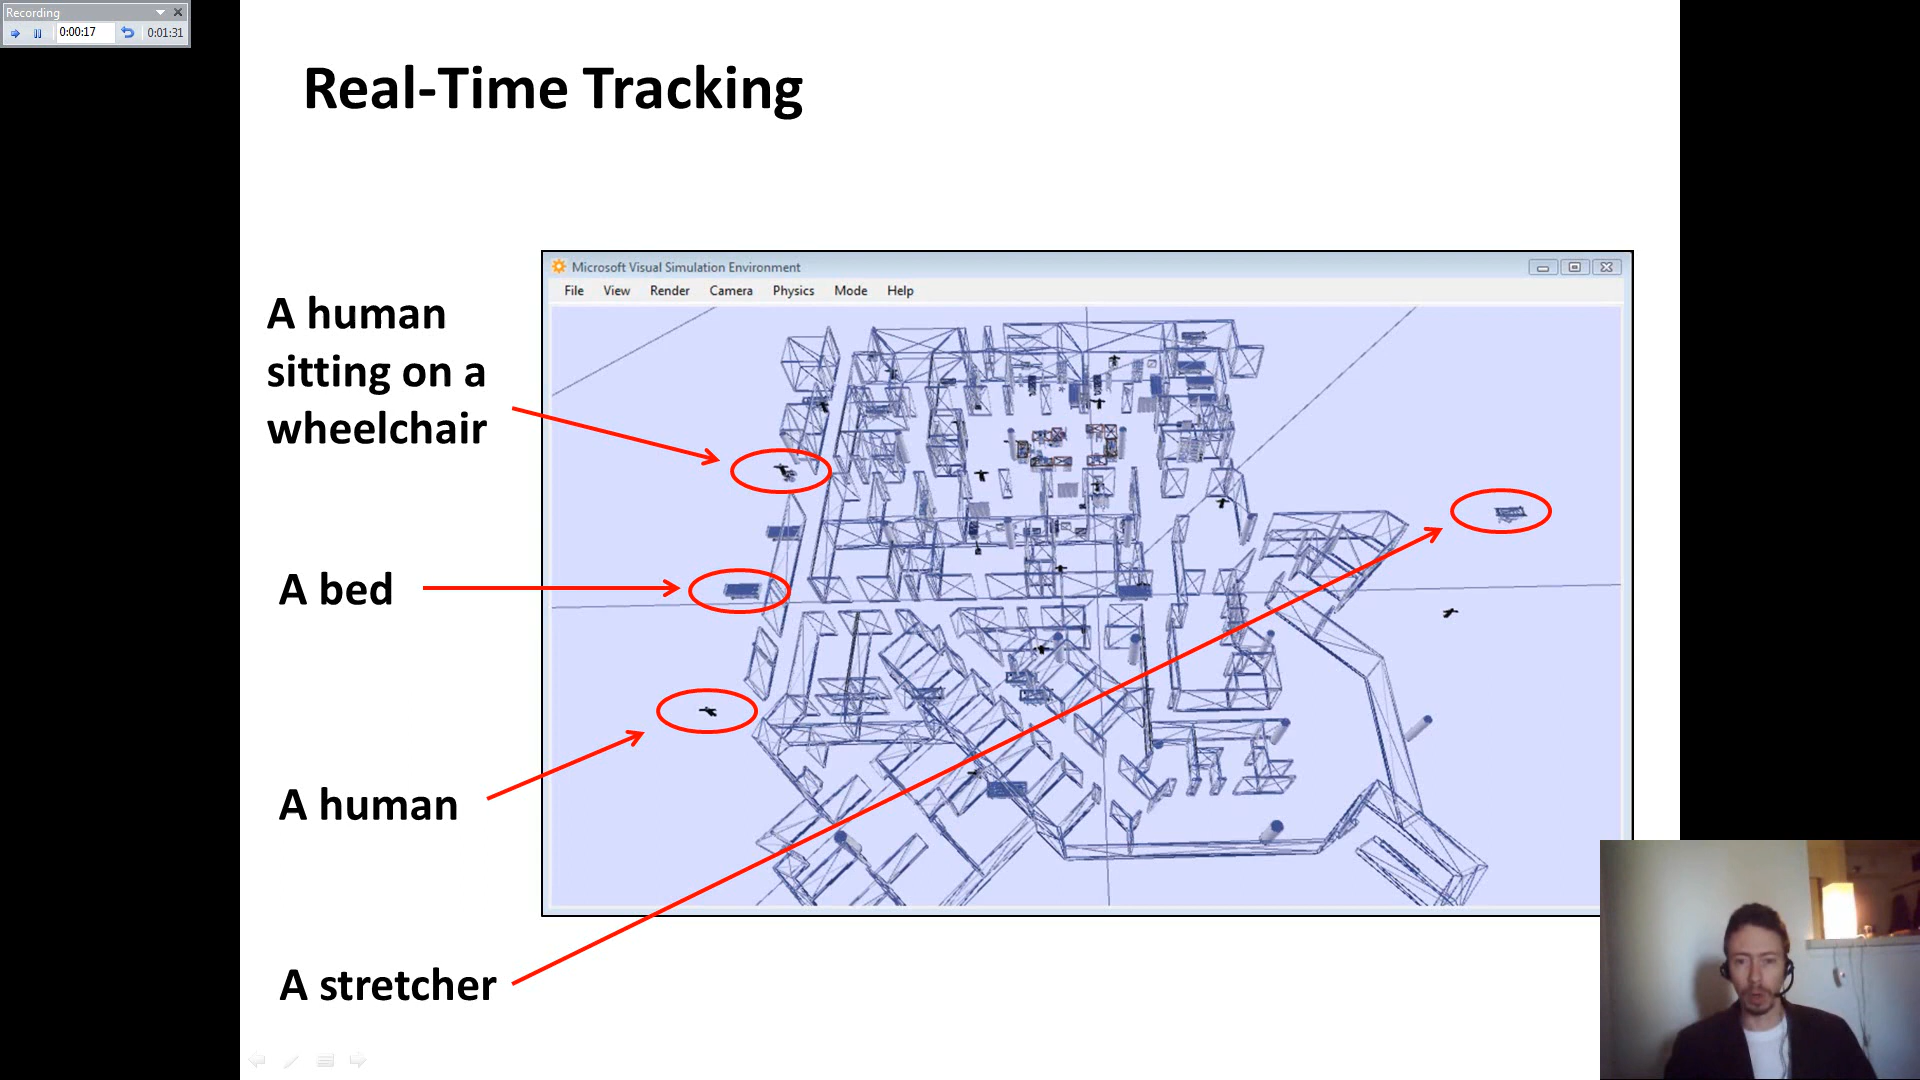 Recording
0:00:17
0:01:31
Real-Time Tracking
Microsoft Visual Simulation Environment
File View Render Camera Physics Mode Help
A human
sitting on a
wheelchair
A bed
A human
A stretcher